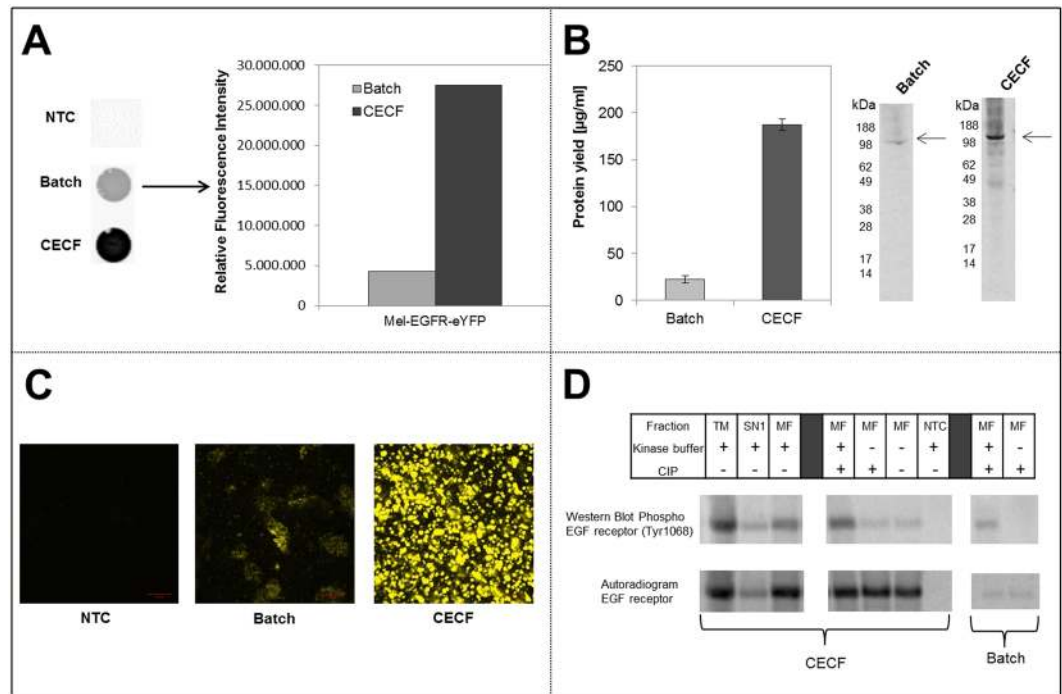 A
NTC
Batch
CECF
Relative Fluorescence Intensity
30.000.000
25.000.000
20.000.000
15.000.000
10.000.000
5.000.000
0
Batch
CECF
Mel-EGFR-eYFP
B
Protein yield [µg/ml]
250
200
150
100
50
0
Batch
CECF
Batch
kDa
188
98
62
49
38
28
17
14
CECF
kDa
188
98
62
49
38
28
17
14
C
NTC
Batch
CECF
D
Fraction TM SN1 MF MF MF MF NTC MF MF
Kinase buffer + + + + - - + + -
CIP - - - + + - - + +
Western Blot Phospho
EGF receptor (Tyr1068)
Autoradiogram
EGF receptor
CECF
Batch